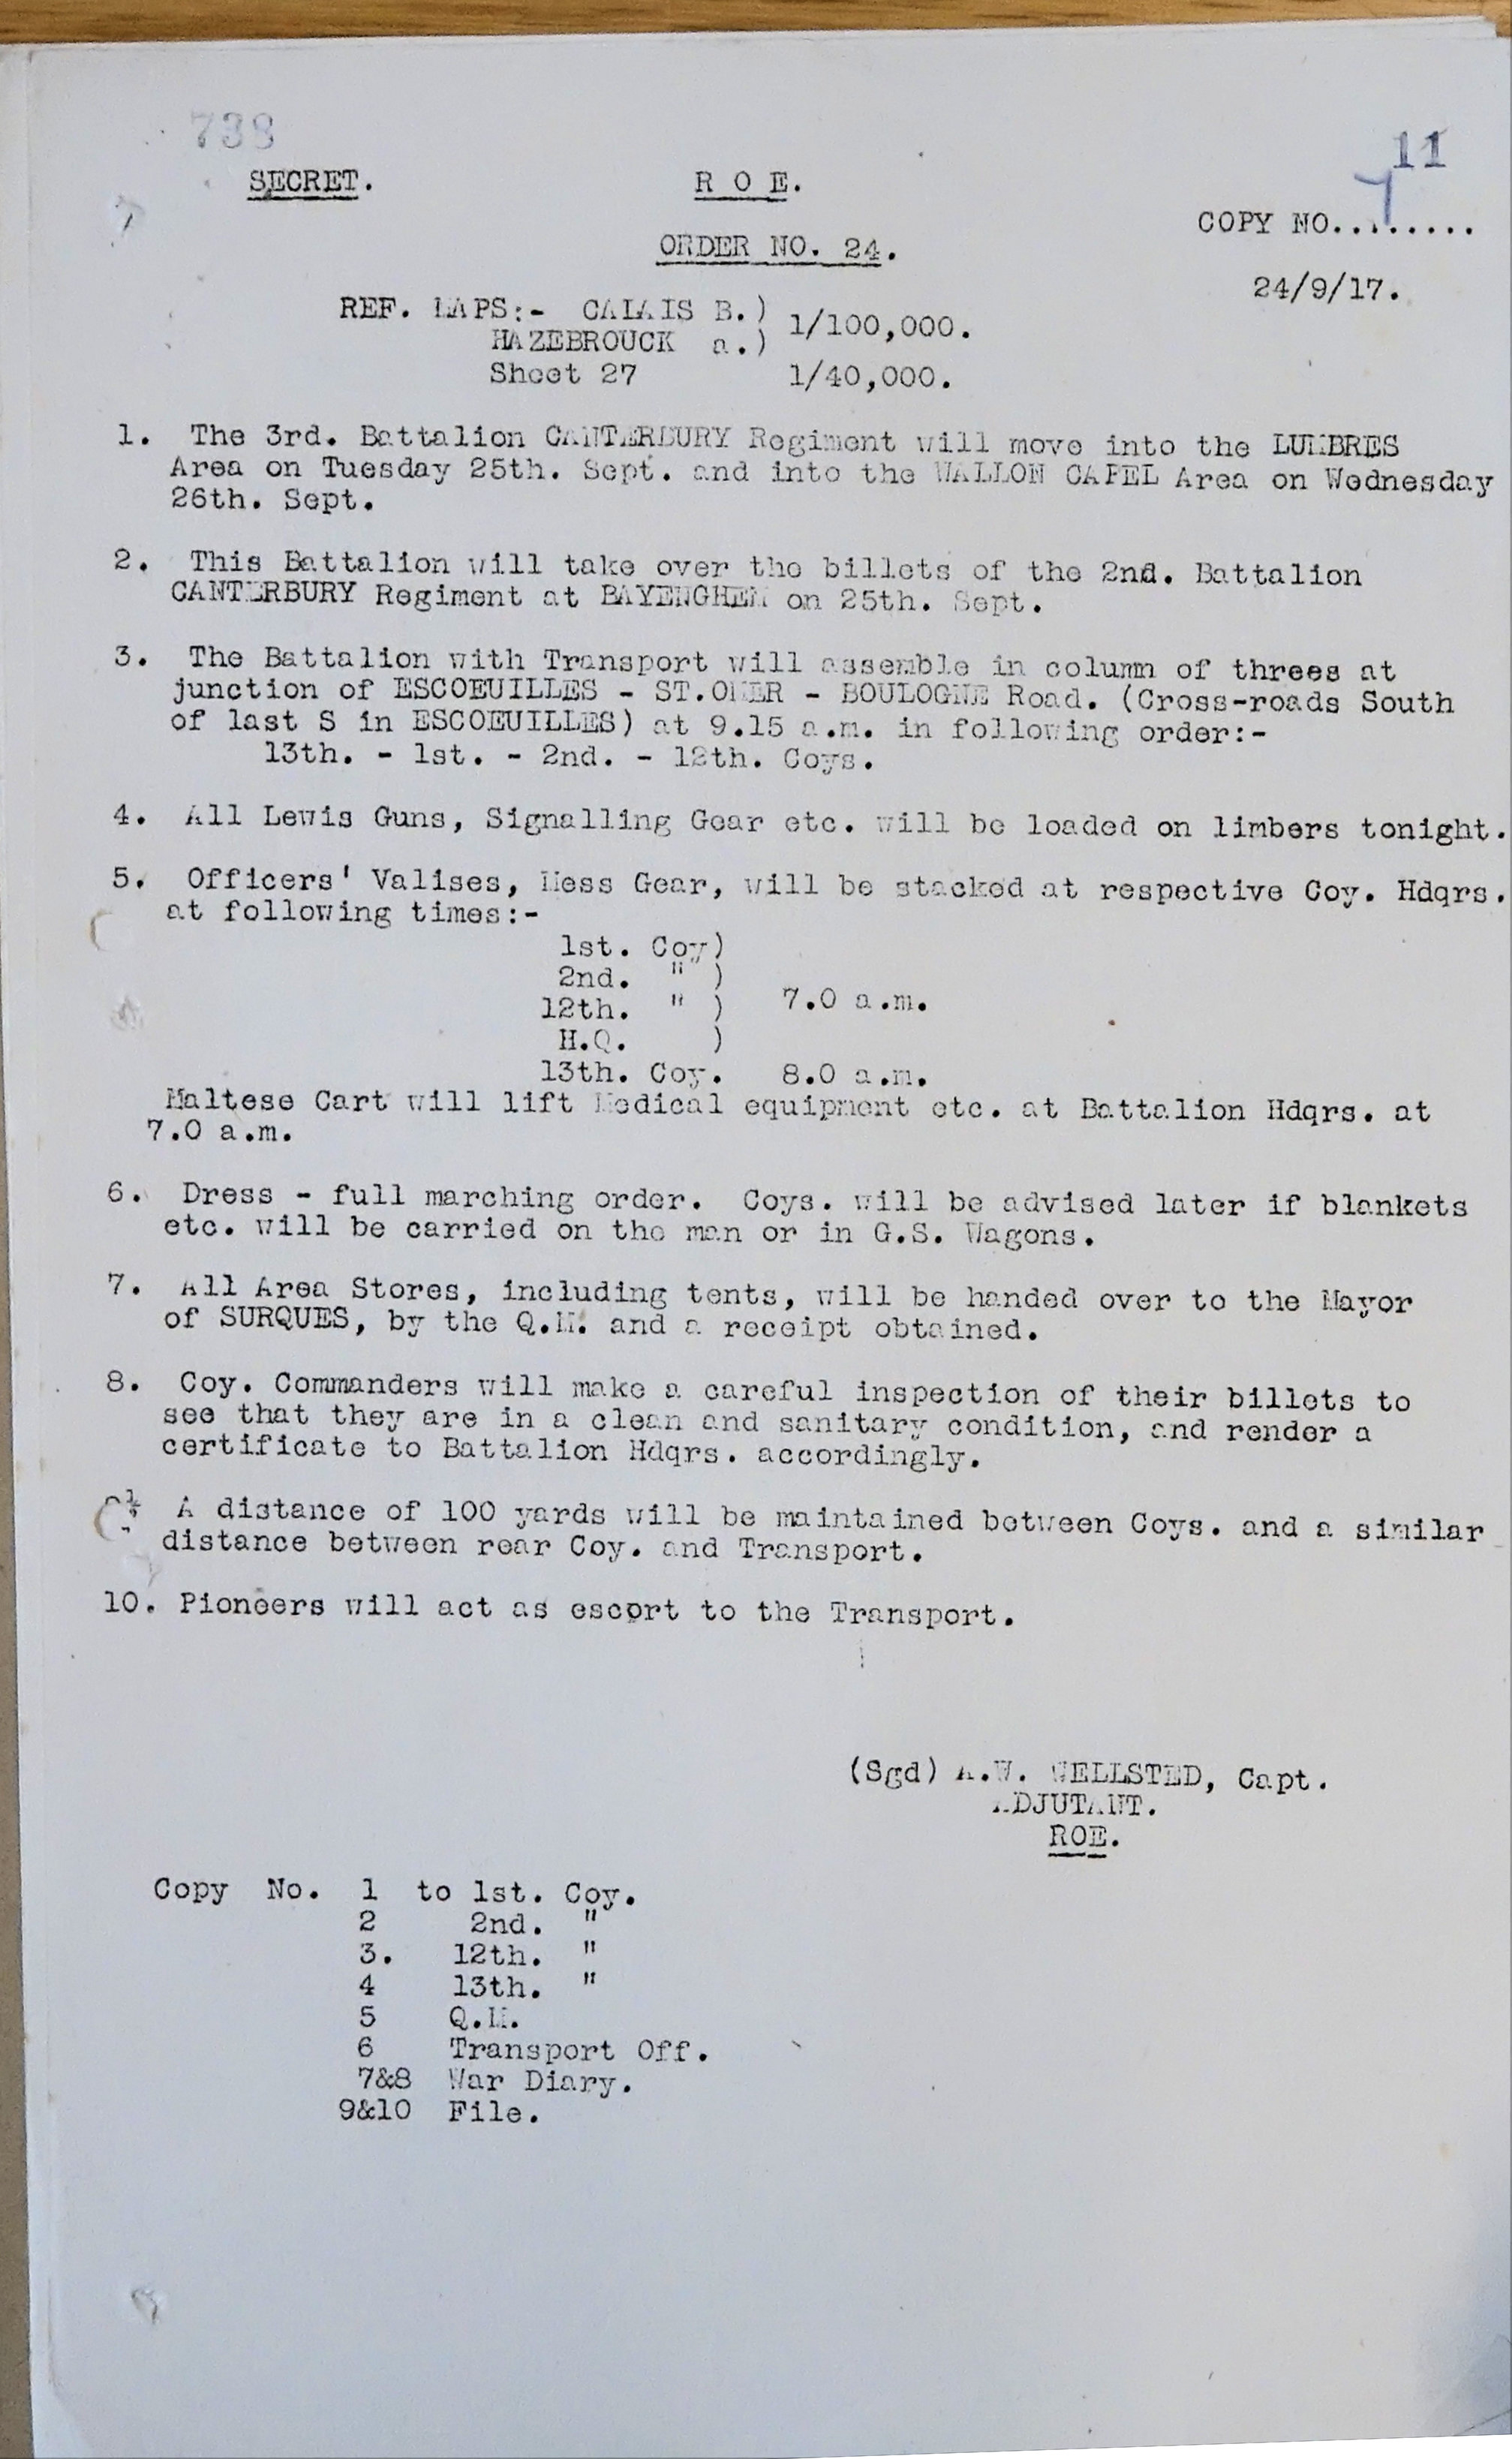 738
11
SECRET.
R O E.
7
COPY NO.........
ORDER NO. 24.
24/9/17.
REF. MAPS:- CALAIS B.)
HAZEBROUCK a.) 1/100,000.
Sheet 27 1/40,000.
1. The 3rd. Battalion CANTERBURY Regiment will move into the LUMBRES
Area on Tuesday 25th. Sept. and into the WALLON CAPEL Area on Wednesday
26th. Sept.
2. This Battalion will take over the billets of the 2nd. Battalion
CANTERBURY Regiment at BAYENGHEM on 25th. Sept.
3. The Battalion with Transport will assemble in column of threes at
junction of ESCOEUILLES - ST.OMER - BOULOGNE Road. (Cross-roads South
of last S in ESCOEUILLES) at 9.15 a.m. in following order:-
13th. - 1st. - 2nd. - 12th. Coys.
4. All Lewis Guns, Signalling Gear etc. will be loaded on limbers tonight.
5. Officers' Valises, Mess Gear, will be stacked at respective Coy. Hdqrs.
at following times:-
1st. Coy)
2nd. " )
12th. " ) 7.0 a.m.
H.Q. )
13th. Coy. 8.0 a.m.
Maltese Cart will lift Medical equipment etc. at Battalion Hdqrs. at
7.0 a.m.
6. Dress - full marching order. Coys. will be advised later if blankets
etc. will be carried on the man or in G.S. Wagons.
7. All Area Stores, including tents, will be handed over to the Mayor
of SURQUES, by the Q.M. and a receipt obtained.
8. Coy. Commanders will make a careful inspection of their billets to
see that they are in a clean and sanitary condition, and render a
certificate to Battalion Hdqrs. accordingly.
A distance of 100 yards will be maintained between Coys. and a similar
distance between rear Coy. and Transport.
10. Pioneers will act as escort to the Transport.
(Sgd) A.W. WELLSTED, Capt.
ADJUTANT.
ROE.
Copy No. 1 to 1st. Coy.
2 2nd. "
3. 12th. "
4 13th. "
5 Q.M.
6 Transport Off.
7&8 War Diary.
9&10 File.